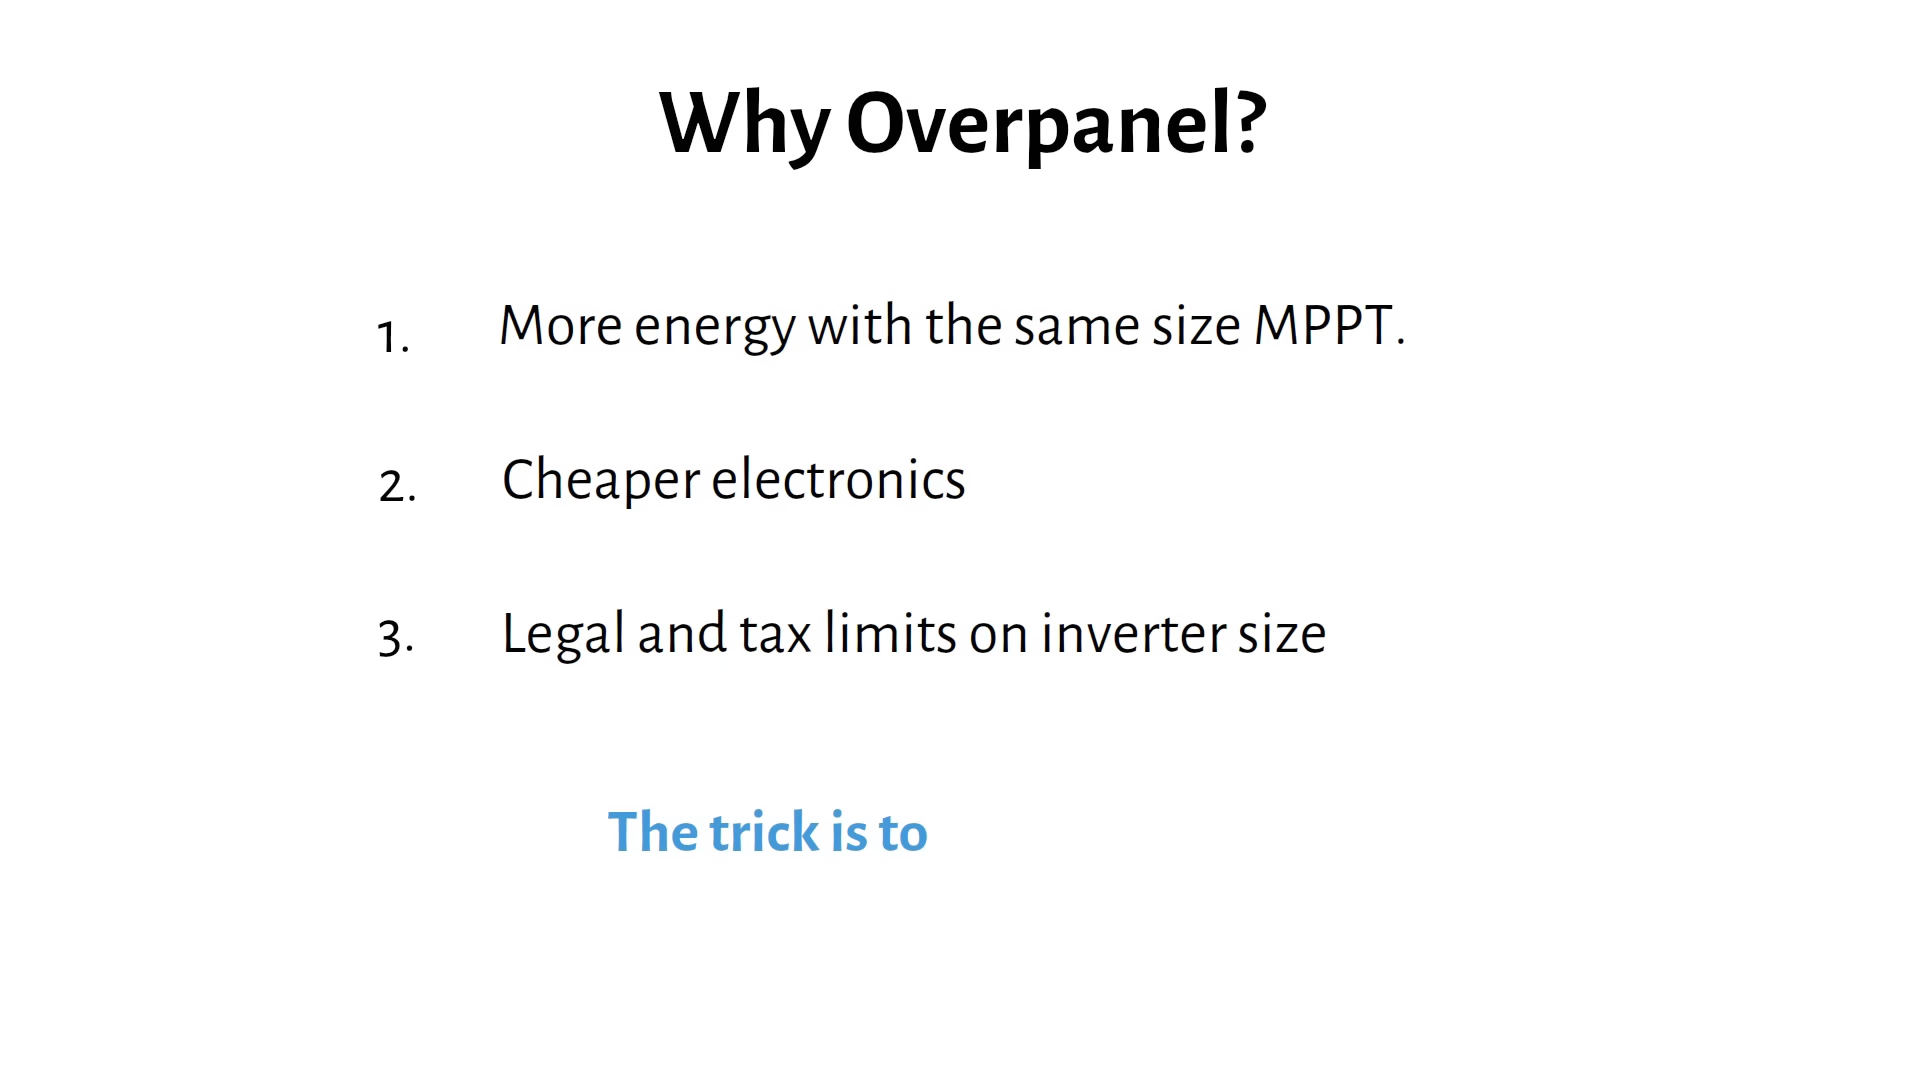 Why Overpanel?
1. More energy with the same size MPPT.
2. Cheaper electronics
3. Legal and tax limits on inverter size
The trick is to